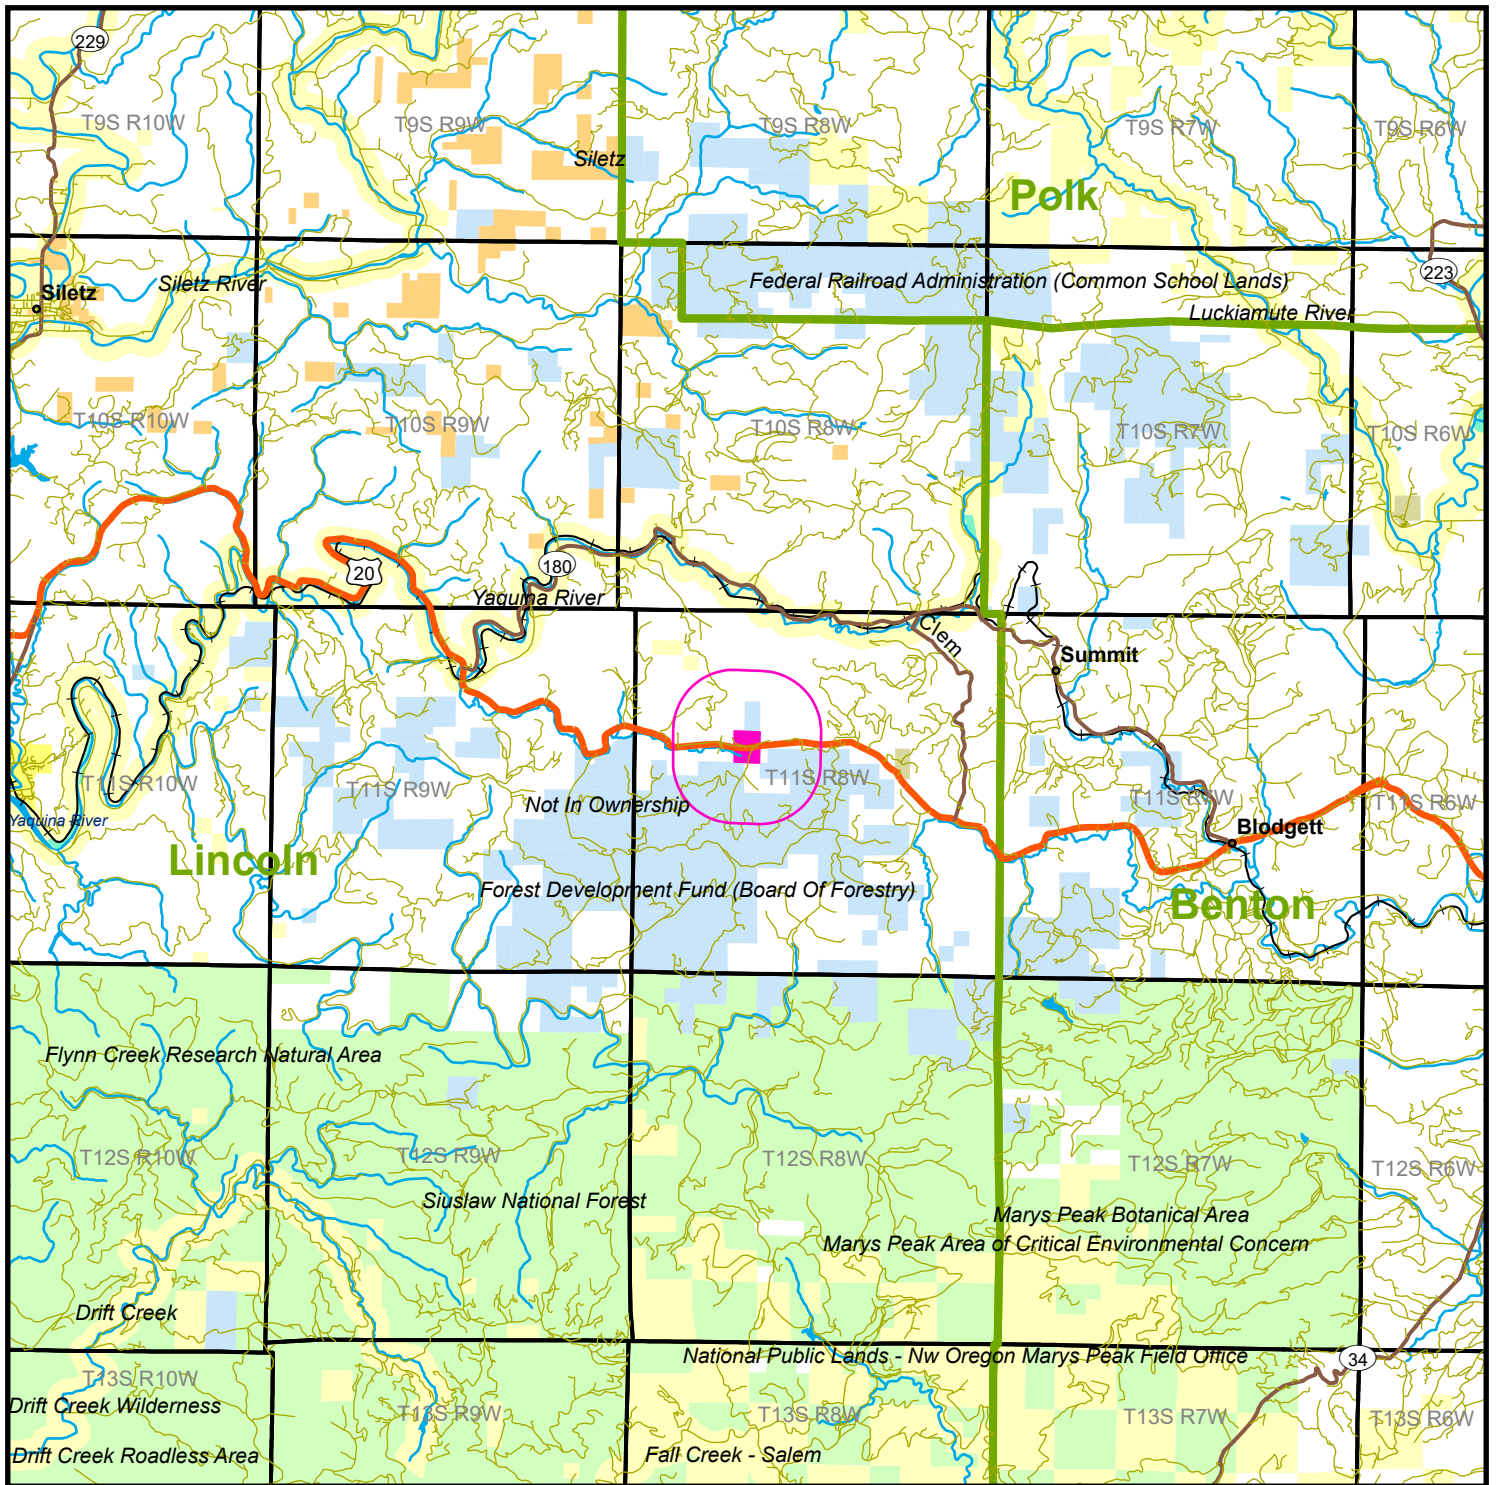 229
T9S R10W
T9S R9W
T9S R8W
T9S R7W
T9S R6W
Siletz
Polk
223
Siletz
Siletz River
Federal Railroad Administration (Common School Lands)
Luckiamute River
T10S R10W
T10S R9W
T10S R8W
T10S R7W
T10S R6W
20
180
Yaquina River
Clem
Summit
T11S R10W
T11S R9W
T11S R8W
T11S R7W
T11S R6W
Not In Ownership
Yaquina River
Blodgett
Lincoln
Forest Development Fund (Board Of Forestry)
Benton
Flynn Creek Research Natural Area
T12S R10W
T12S R9W
T12S R8W
T12S R7W
T12S R6W
Siuslaw National Forest
Marys Peak Botanical Area
Marys Peak Area of Critical Environmental Concern
Drift Creek
National Public Lands - Nw Oregon Marys Peak Field Office
34
T13S R10W
Drift Creek Wilderness
T13S R9W
T13S R8W
T13S R7W
T13S R6W
Drift Creek Roadless Area
Fall Creek - Salem